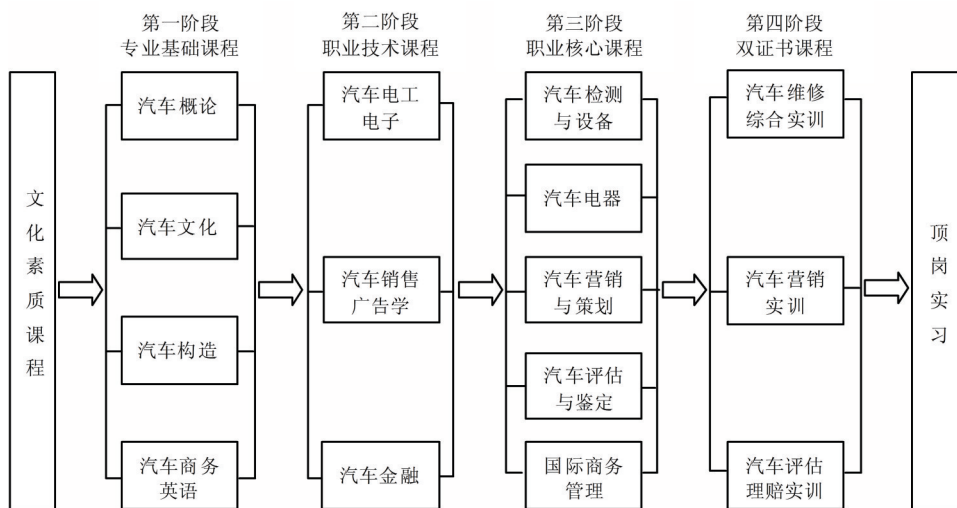 第一阶段
专业基础课程
第二阶段
职业技术课程
第三阶段
职业核心课程
第四阶段
双证书课程
文化素质课程
汽车概论
汽车文化
汽车构造
汽车商务
英语
汽车电工
电子
汽车销售
广告学
汽车金融
汽车检测
与设备
汽车电器
汽车营销
与策划
汽车评估
与鉴定
国际商务
管理
汽车维修
综合实训
汽车营销
实训
汽车评估
理赔实训
顶岗实习